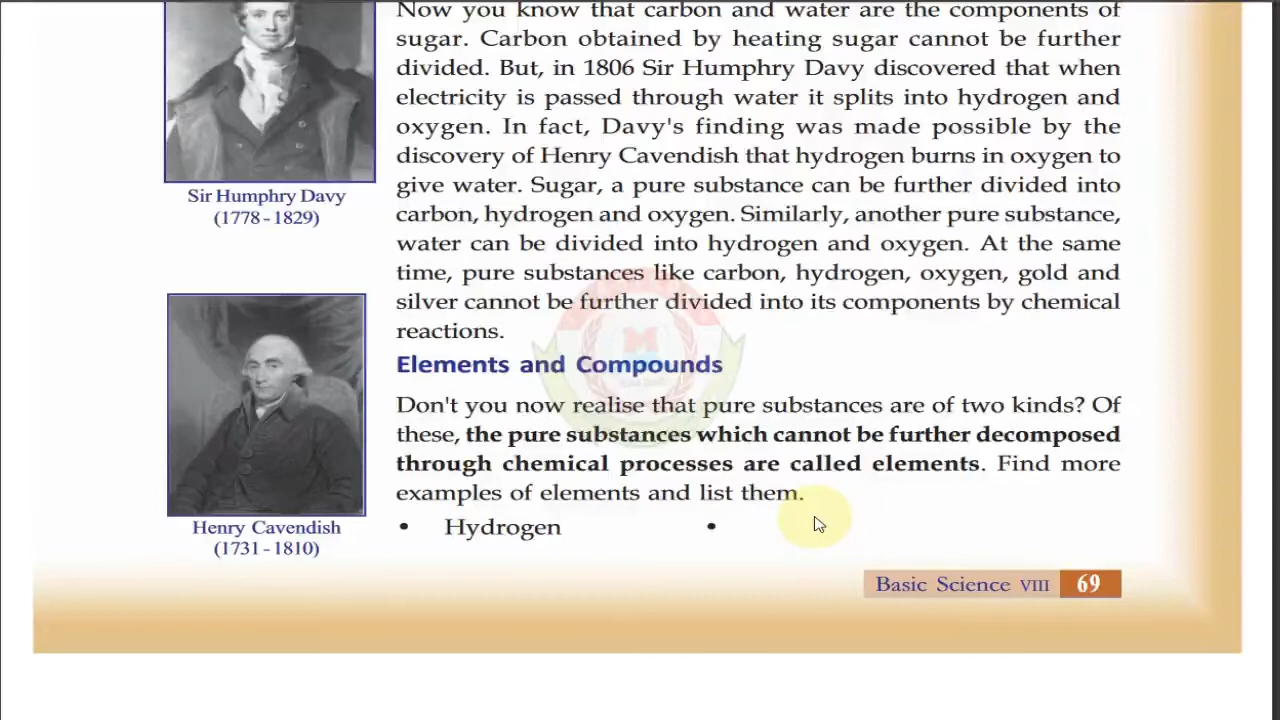 Now you know that carbon and water are the components of
sugar. Carbon obtained by heating sugar cannot be further
divided. But, in 1806 Sir Humphry Davy discovered that when
electricity is passed through water it splits into hydrogen and
oxygen. In fact, Davy's finding was made possible by the
discovery of Henry Cavendish that hydrogen burns in oxygen to
give water. Sugar, a pure substance can be further divided into
carbon, hydrogen and oxygen. Similarly, another pure substance,
water can be divided into hydrogen and oxygen. At the same
time, pure substances like carbon, hydrogen, oxygen, gold and
silver cannot be further divided into its components by chemical
reactions.
Sir Humphry Davy
(1778 - 1829)
Elements and Compounds
Don't you now realise that pure substances are of two kinds? Of
these, the pure substances which cannot be further decomposed
through chemical processes are called elements. Find more
examples of elements and list them.
• Hydrogen •
Henry Cavendish
(1731 - 1810)
Basic Science VIII 69